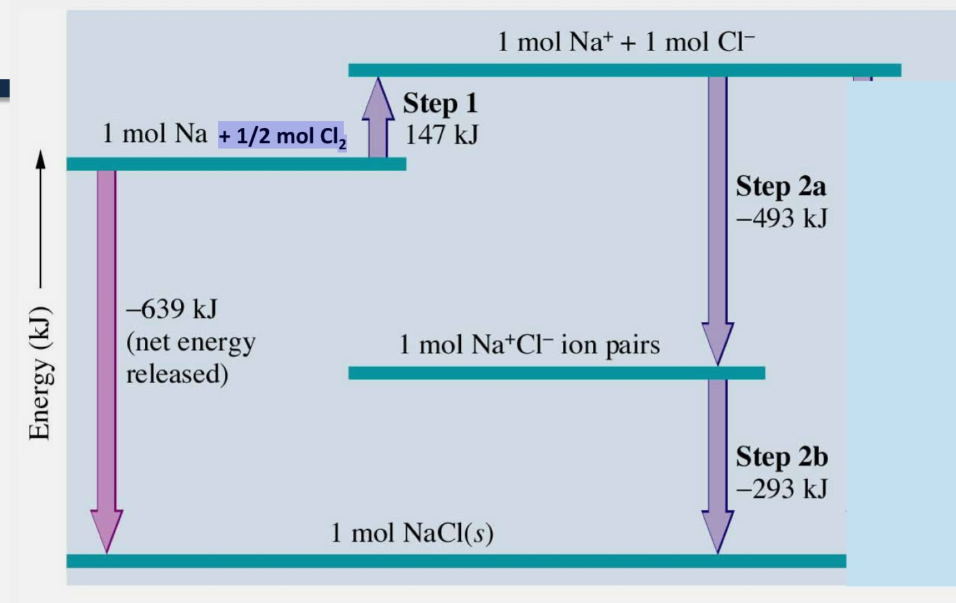 1 mol Na⁺ + 1 mol Cl⁻
Step 1
147 kJ
1 mol Na + 1/2 mol Cl₂
Step 2a
−493 kJ
−639 kJ
(net energy
released)
1 mol Na⁺Cl⁻ ion pairs
Energy (kJ)
Step 2b
−293 kJ
1 mol NaCl(s)